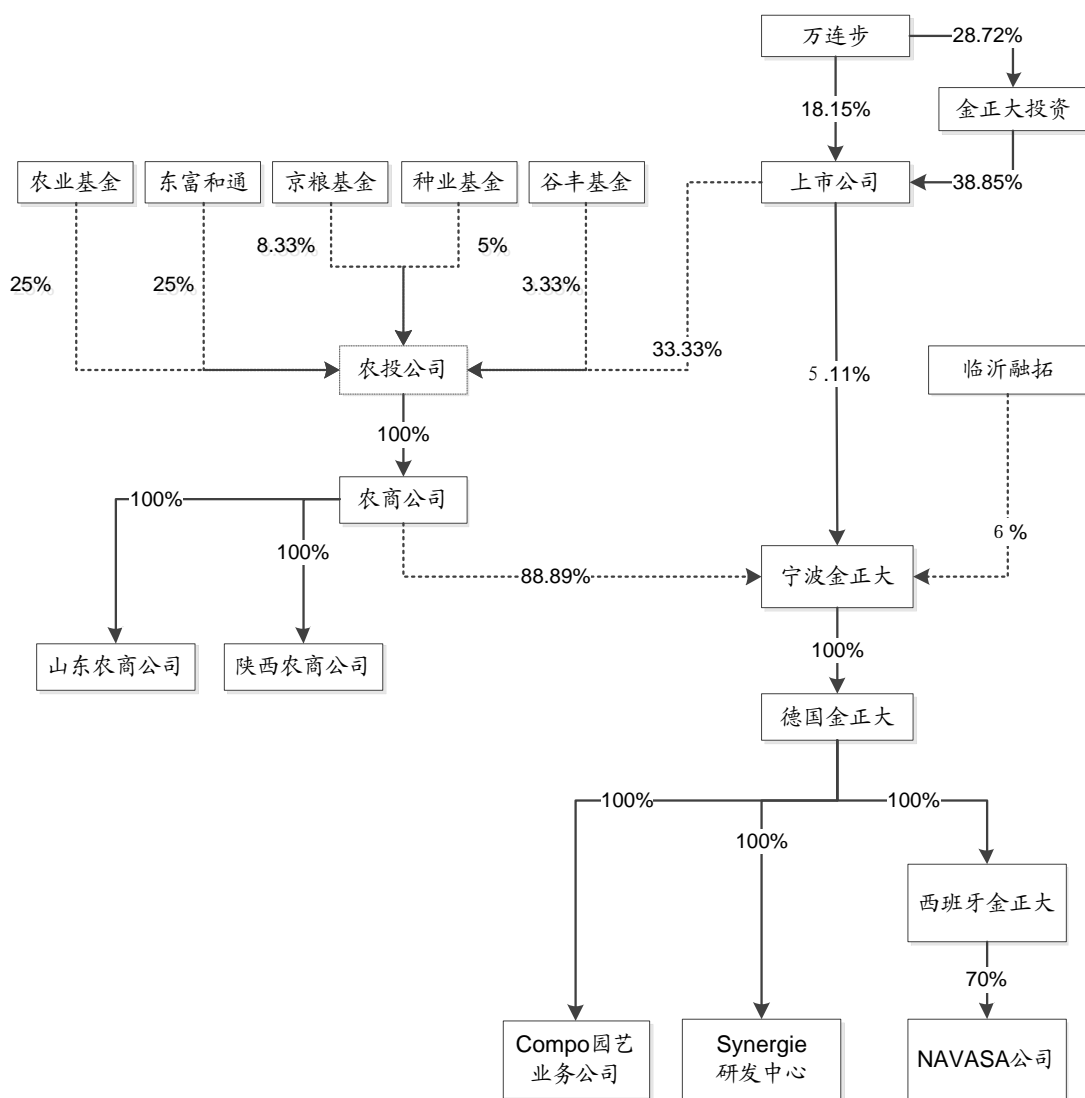 万连步
28.72%
18.15%
金正大投资
农业基金
东富和通
京粮基金
种业基金
谷丰基金
上市公司
38.85%
8.33%
5%
25%
25%
3.33%
农投公司
33.33%
5.11%
临沂融拓
100%
农商公司
100%
100%
6%
88.89%
宁波金正大
山东农商公司
陕西农商公司
100%
德国金正大
100%
100%
100%
西班牙金正大
70%
Compo园艺
业务公司
Synergie
研发中心
NAVASA公司